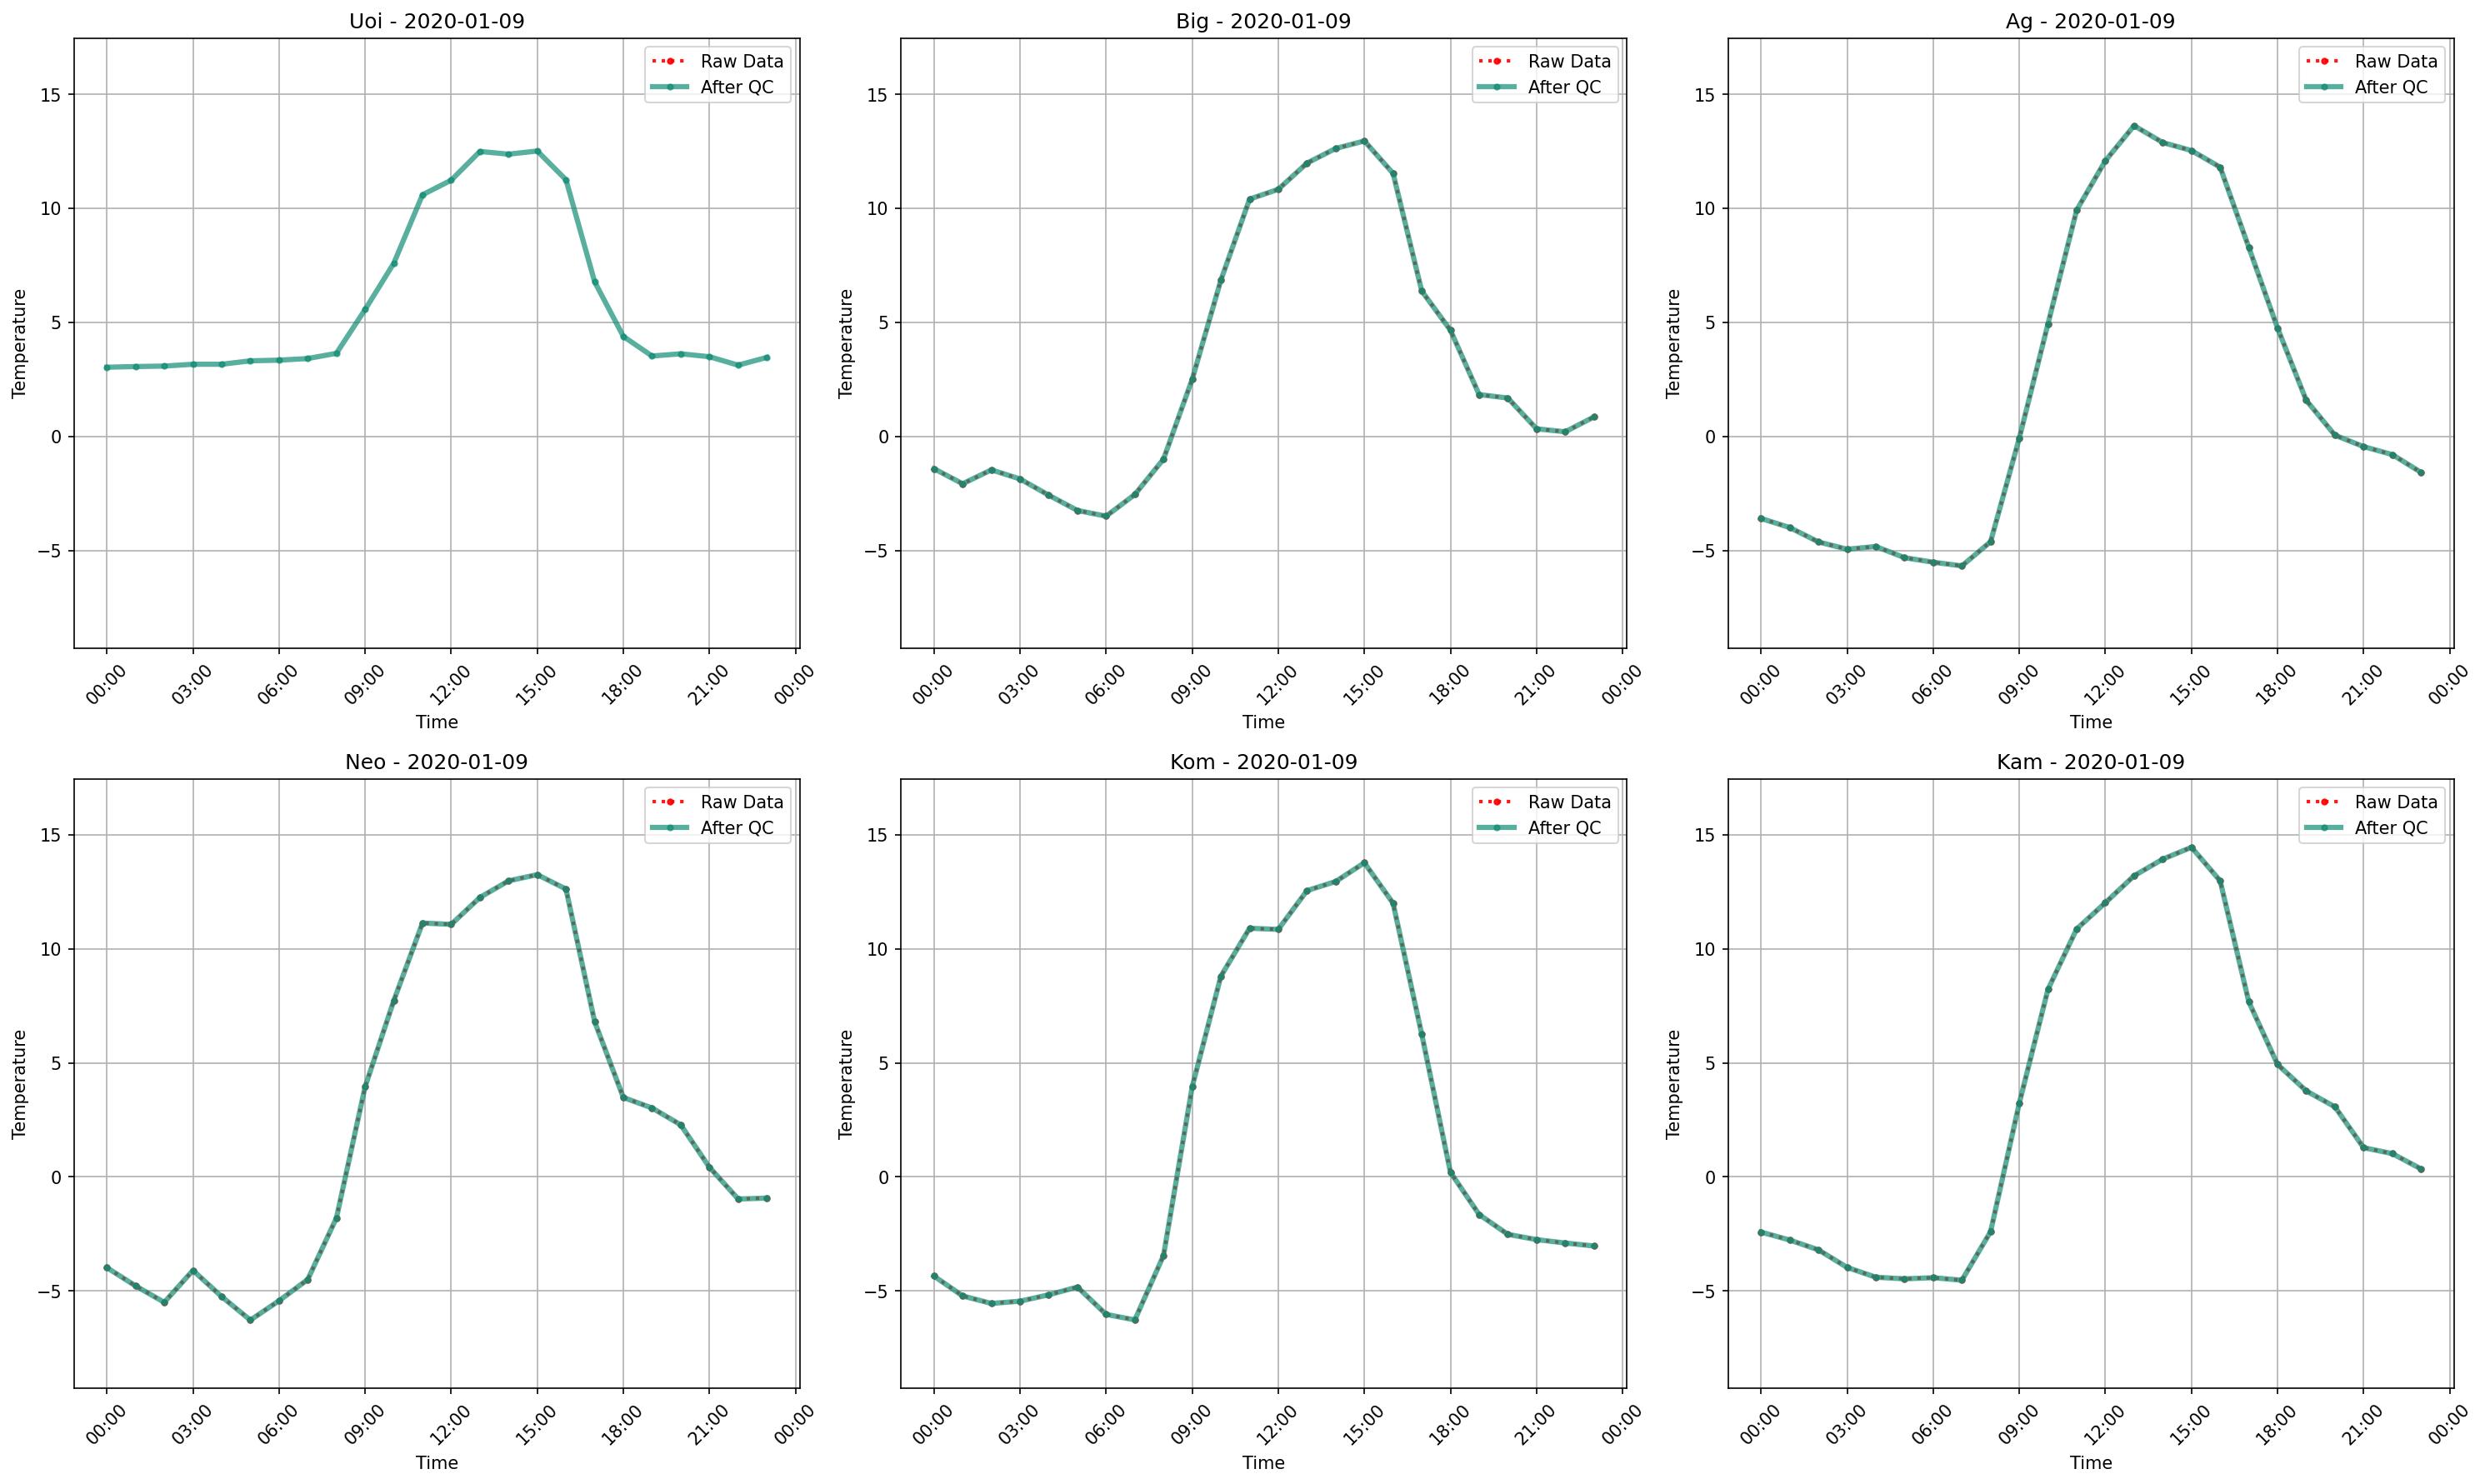 Uoi - 2020-01-09
Raw Data
After QC
Temperature
15
10
5
0
−5
00:00
03:00
06:00
09:00
12:00
15:00
18:00
21:00
00:00
Time
Big - 2020-01-09
Raw Data
After QC
Temperature
15
10
5
0
−5
00:00
03:00
06:00
09:00
12:00
15:00
18:00
21:00
00:00
Time
Ag - 2020-01-09
Raw Data
After QC
Temperature
15
10
5
0
−5
00:00
03:00
06:00
09:00
12:00
15:00
18:00
21:00
00:00
Time
Neo - 2020-01-09
Raw Data
After QC
Temperature
15
10
5
0
−5
00:00
03:00
06:00
09:00
12:00
15:00
18:00
21:00
00:00
Time
Kom - 2020-01-09
Raw Data
After QC
Temperature
15
10
5
0
−5
00:00
03:00
06:00
09:00
12:00
15:00
18:00
21:00
00:00
Time
Kam - 2020-01-09
Raw Data
After QC
Temperature
15
10
5
0
−5
00:00
03:00
06:00
09:00
12:00
15:00
18:00
21:00
00:00
Time